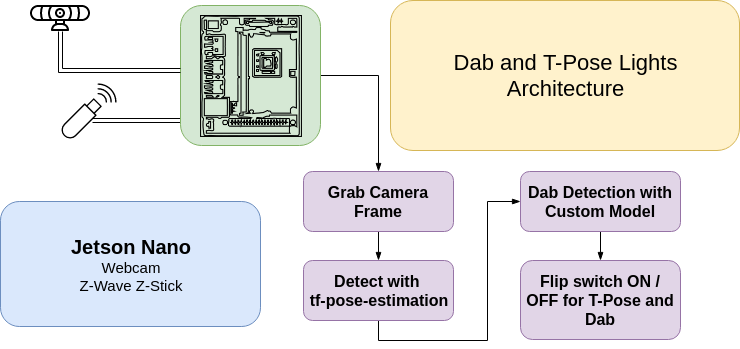 Dab and T-Pose Lights
Architecture
Grab Camera
Frame
Dab Detection with
Custom Model
Jetson Nano
Webcam
Z-Wave Z-Stick
Detect with
tf-pose-estimation
Flip switch ON /
OFF for T-Pose and
Dab